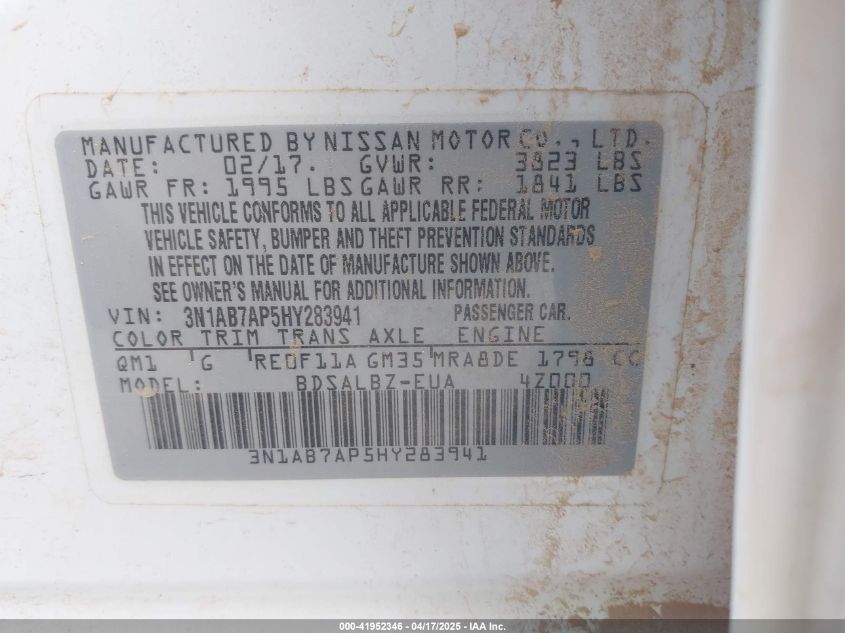 MANUFACTURED BY NISSAN MOTOR CO., LTD.
DATE: 02/17. GVWR: 3823 LBS
GAWR FR: 1995 LBS GAWR RR: 1841 LBS
THIS VEHICLE CONFORMS TO ALL APPLICABLE FEDERAL MOTOR
VEHICLE SAFETY, BUMPER AND THEFT PREVENTION STANDARDS
IN EFFECT ON THE DATE OF MANUFACTURE SHOWN ABOVE.
SEE OWNER'S MANUAL FOR ADDITIONAL INFORMATION.
VIN: 3N1AB7AP5HY283941 PASSENGER CAR.
COLOR TRIM TRANS AXLE ENGINE
QM1 G RE0F11A GM35 MRA8DE 1798 CC
MODEL: BDSALBZ-EUA 4Z000
3N1AB7AP5HY283941
000-41952346 - 04/17/2025 - IAA Inc.